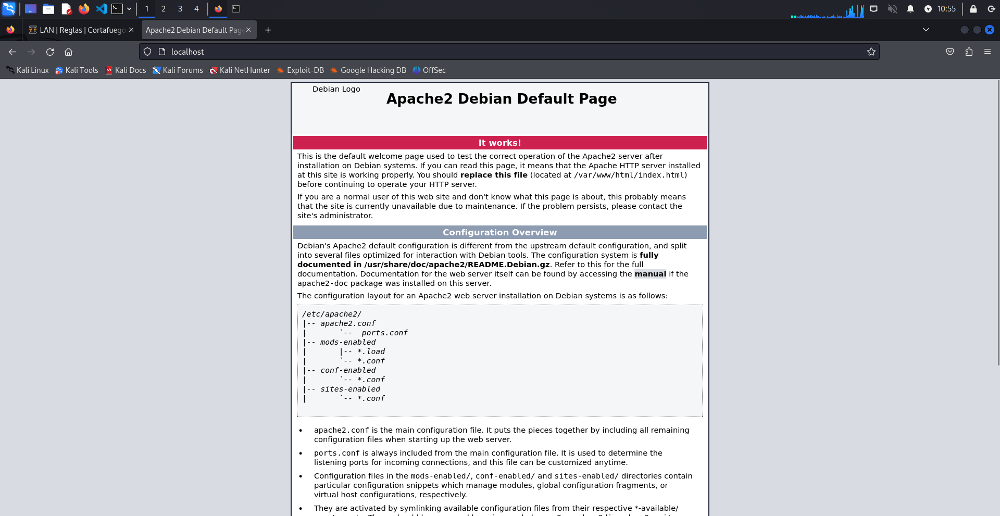 1 2 3 4 10:55
LAN | Reglas | Cortafuego Apache2 Debian Default Page
localhost
Kali Linux Kali Tools Kali Docs Kali Forums Kali NetHunter Exploit-DB Google Hacking DB OffSec
Debian Logo
Apache2 Debian Default Page
It works!
This is the default welcome page used to test the correct operation of the Apache2 server after
installation on Debian systems. If you can read this page, it means that the Apache HTTP server installed
at this site is working properly. You should replace this file (located at /var/www/html/index.html)
before continuing to operate your HTTP server.
If you are a normal user of this web site and don't know what this page is about, this probably means
that the site is currently unavailable due to maintenance. If the problem persists, please contact the
site's administrator.
Configuration Overview
Debian's Apache2 default configuration is different from the upstream default configuration, and split
into several files optimized for interaction with Debian tools. The configuration system is fully
documented in /usr/share/doc/apache2/README.Debian.gz. Refer to this for the full
documentation. Documentation for the web server itself can be found by accessing the manual if the
apache2-doc package was installed on this server.
The configuration layout for an Apache2 web server installation on Debian systems is as follows:
/etc/apache2/
|-- apache2.conf
|       `--  ports.conf
|-- mods-enabled
|       |-- *.load
|       `-- *.conf
|-- conf-enabled
|       `-- *.conf
|-- sites-enabled
|       `-- *.conf
• apache2.conf is the main configuration file. It puts the pieces together by including all remaining
configuration files when starting up the web server.
• ports.conf is always included from the main configuration file. It is used to determine the
listening ports for incoming connections, and this file can be customized anytime.
• Configuration files in the mods-enabled/, conf-enabled/ and sites-enabled/ directories contain
particular configuration snippets which manage modules, global configuration fragments, or
virtual host configurations, respectively.
• They are activated by symlinking available configuration files from their respective *-available/